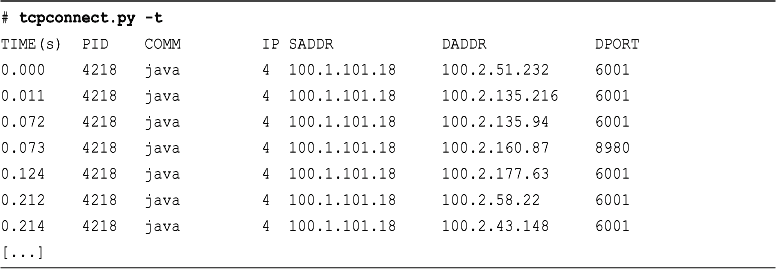 # tcpconnect.py -t
TIME(s) PID COMM IP SADDR DADDR DPORT
0.000 4218 java 4 100.1.101.18 100.2.51.232 6001
0.011 4218 java 4 100.1.101.18 100.2.135.216 6001
0.072 4218 java 4 100.1.101.18 100.2.135.94 6001
0.073 4218 java 4 100.1.101.18 100.2.160.87 8980
0.124 4218 java 4 100.1.101.18 100.2.177.63 6001
0.212 4218 java 4 100.1.101.18 100.2.58.22 6001
0.214 4218 java 4 100.1.101.18 100.2.43.148 6001
[...]